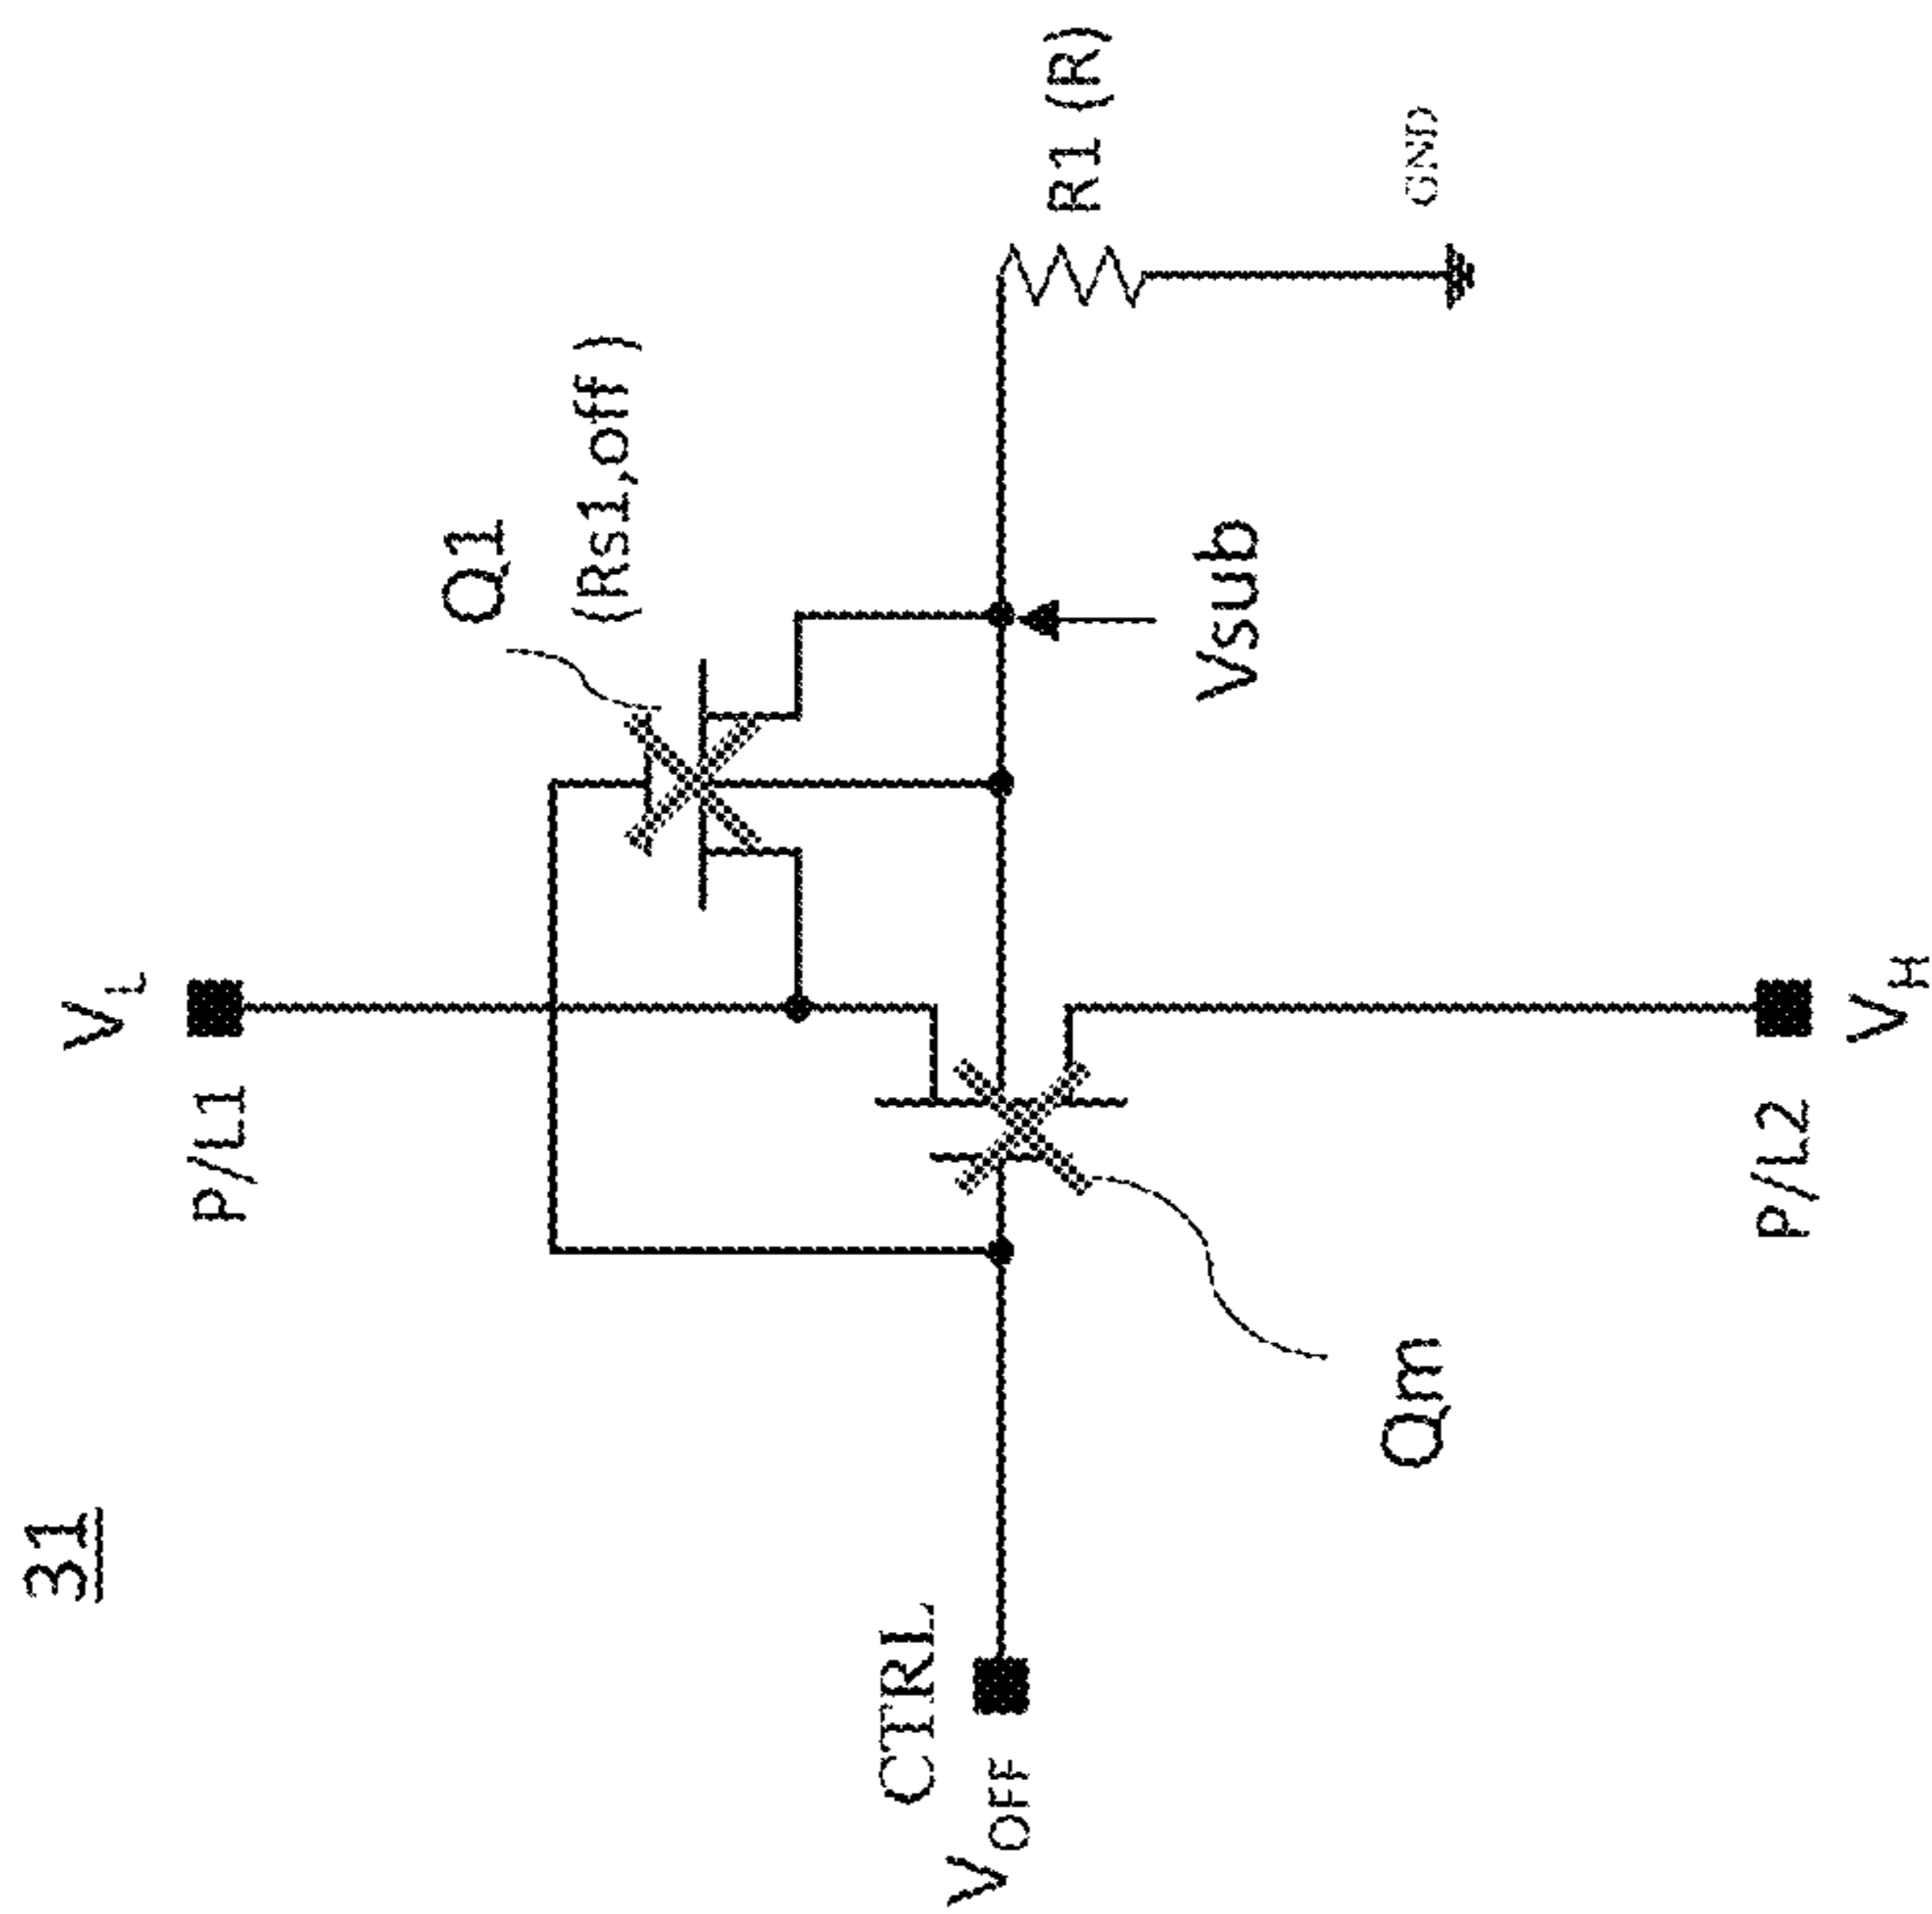 31
P/L1 V_L
Q1
(Rs1,off )
CTRL
V_OFF
R1 (R)
Vsub
Qm
GND
P/L2 V_H